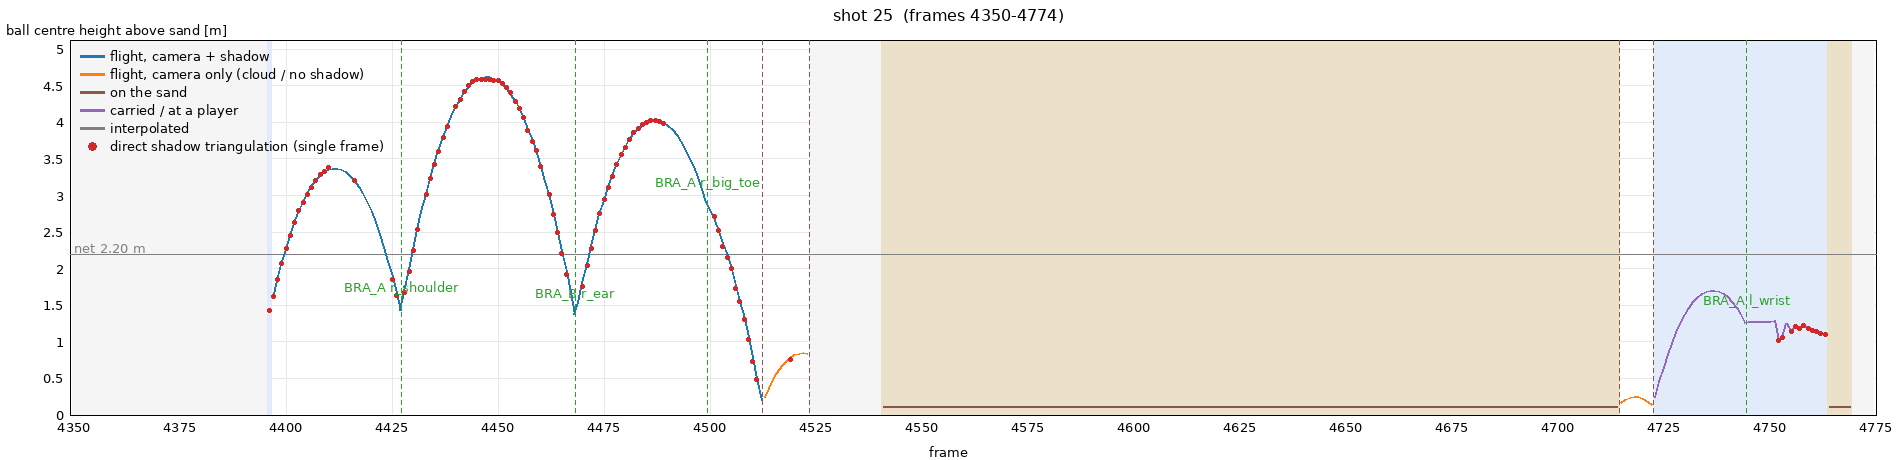 shot 25 (frames 4350-4774)
ball centre height above sand [m]
flight, camera + shadow
flight, camera only (cloud / no shadow)
on the sand
carried / at a player
interpolated
direct shadow triangulation (single frame)
5
4.5
4
3.5
3
2.5
2
1.5
1
0.5
0
net 2.20 m
BRA_A r_shoulder
BRA_B r_ear
BRA_A r_big_toe
BRA_A l_wrist
4350 4375 4400 4425 4450 4475 4500 4525 4550 4575 4600 4625 4650 4675 4700 4725 4750 4775
frame